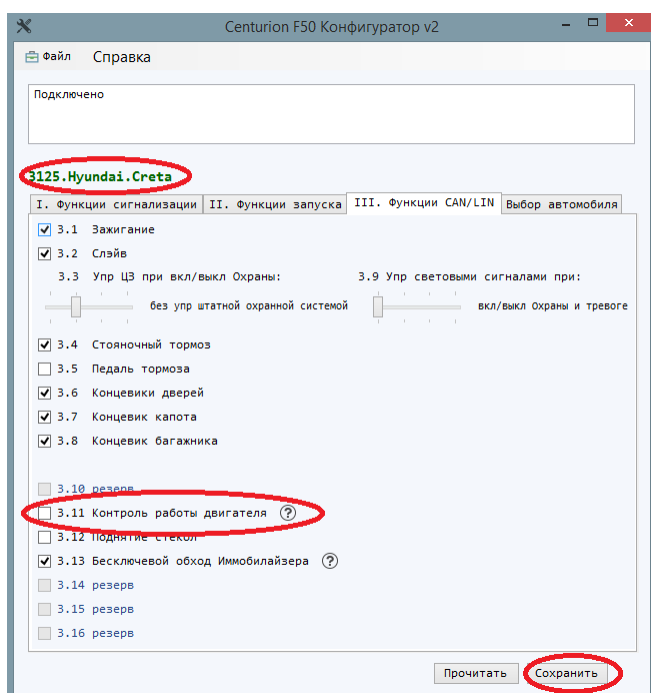 Centurion F50 Конфигуратор v2
Файл Справка
Подключено
3125.Hyundai.Creta
I. Функции сигнализации II. Функции запуска III. Функции CAN/LIN Выбор автомобиля
3.1 Зажигание
3.2 Слэйв
3.3 Упр ЦЗ при вкл/выкл Охраны: 3.9 Упр световыми сигналами при:
без упр штатной охранной системой вкл/выкл Охраны и тревоге
3.4 Стояночный тормоз
3.5 Педаль тормоза
3.6 Концевики дверей
3.7 Концевик капота
3.8 Концевик багажника
3.10 резерв
3.11 Контроль работы двигателя ?
3.12 Поднятие стекол
3.13 Бесключевой обход Иммобилайзера ?
3.14 резерв
3.15 резерв
3.16 резерв
Прочитать Сохранить